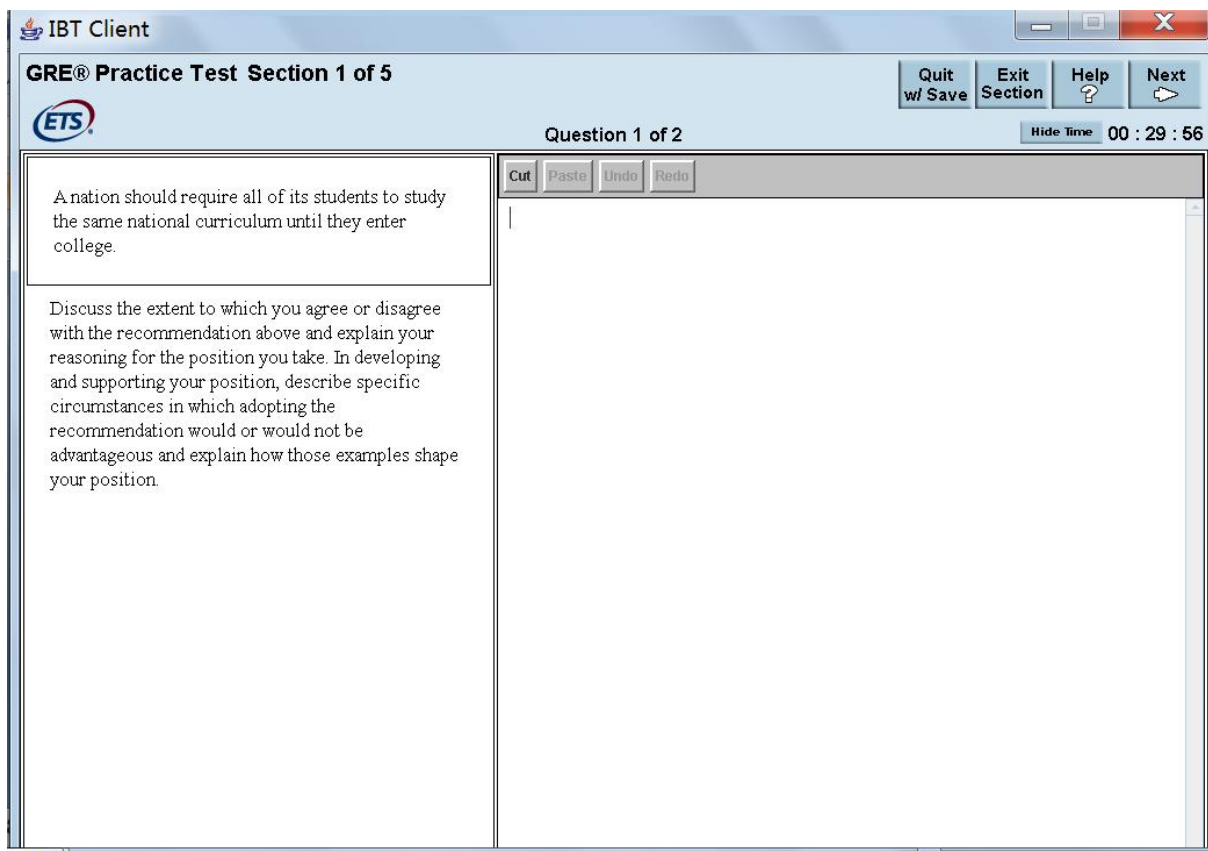 IBT Client
X
GRE® Practice Test Section 1 of 5
Quit w/ Save
Exit Section
Help ?
Next
ETS
Question 1 of 2
Hide Time 00 : 29 : 56
Cut Paste Undo Redo
A nation should require all of its students to study
the same national curriculum until they enter
college.
Discuss the extent to which you agree or disagree
with the recommendation above and explain your
reasoning for the position you take. In developing
and supporting your position, describe specific
circumstances in which adopting the
recommendation would or would not be
advantageous and explain how those examples shape
your position.